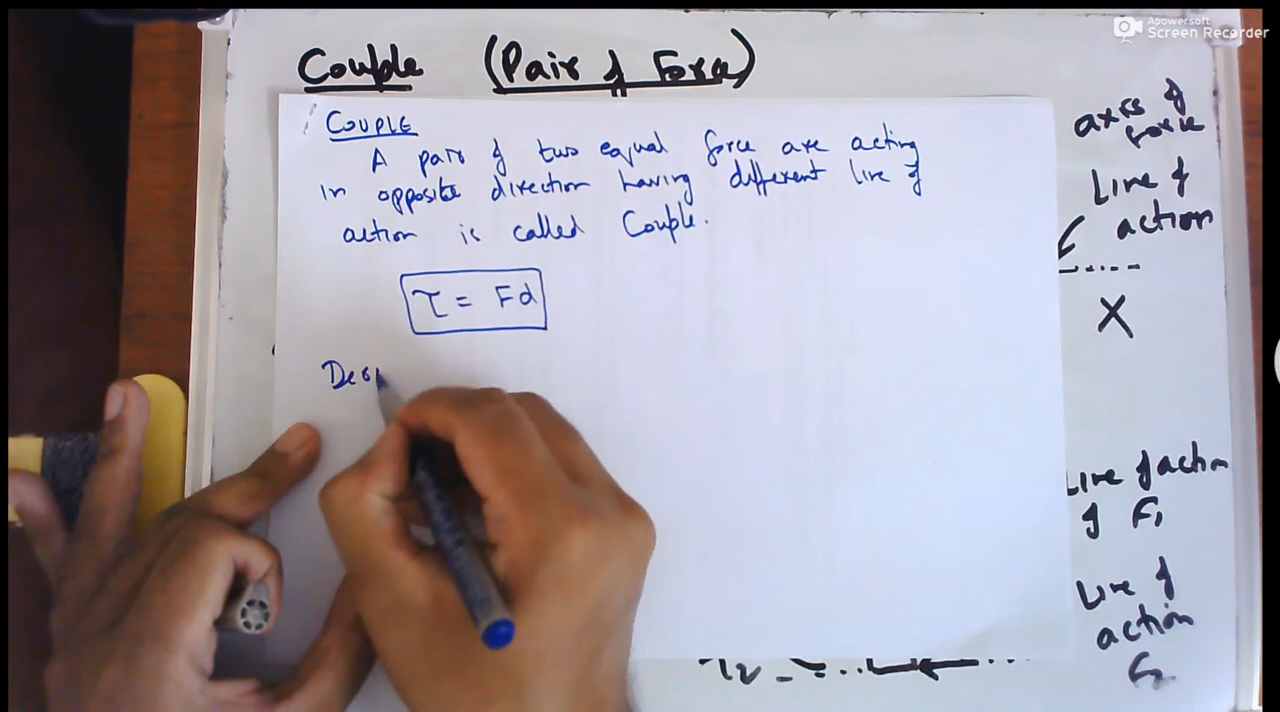 Apowersoft
Screen Recorder
Couple (Pair of Force)
COUPLE
A pair of two equal force are acting
in opposite direction having different line of
action is called Couple.
τ = Fd
axis of
force
Line of
action
X
Line of action
of F₁
Line of
action
F₂